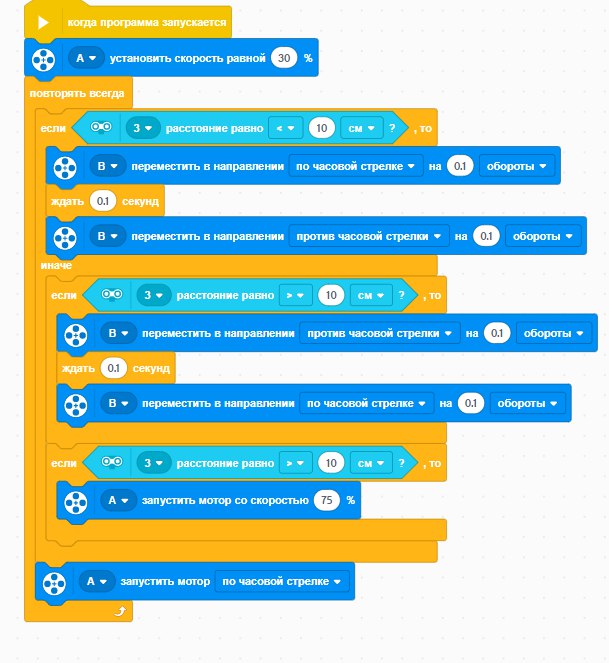 когда программа запускается
A установить скорость равной 30 %
повторять всегда
если 3 расстояние равно < 10 см ? , то
B переместить в направлении по часовой стрелке на 0.1 обороты
ждать 0.1 секунд
B переместить в направлении против часовой стрелки на 0.1 обороты
иначе
если 3 расстояние равно > 10 см ? , то
B переместить в направлении против часовой стрелки на 0.1 обороты
ждать 0.1 секунд
B переместить в направлении по часовой стрелке на 0.1 обороты
если 3 расстояние равно > 10 см ? , то
A запустить мотор со скоростью 75 %
A запустить мотор по часовой стрелке